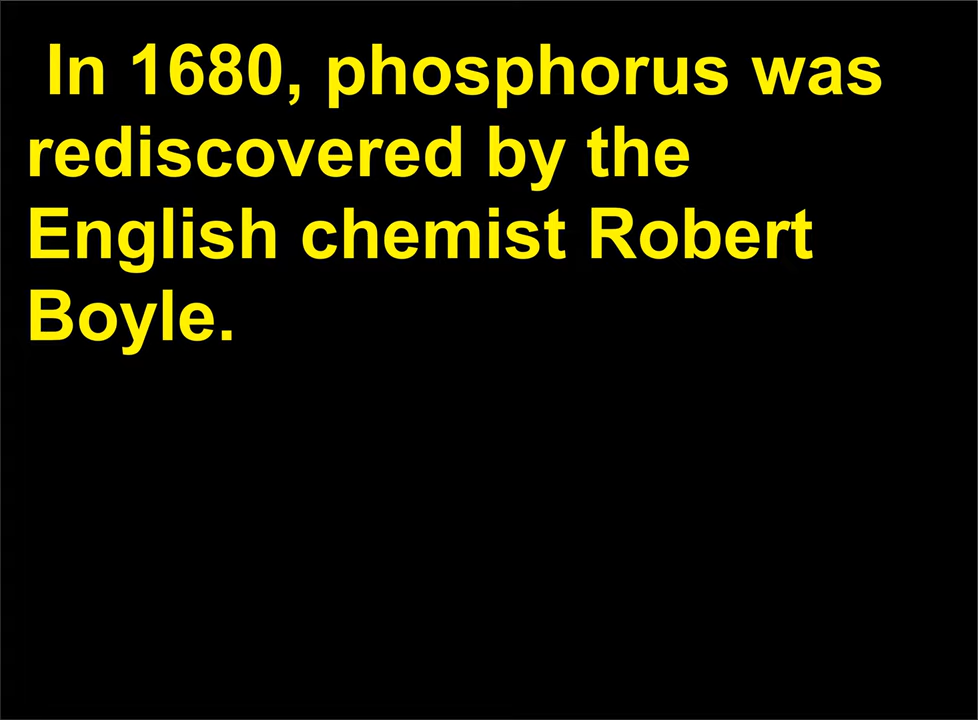 In 1680, phosphorus was
rediscovered by the
English chemist Robert
Boyle.